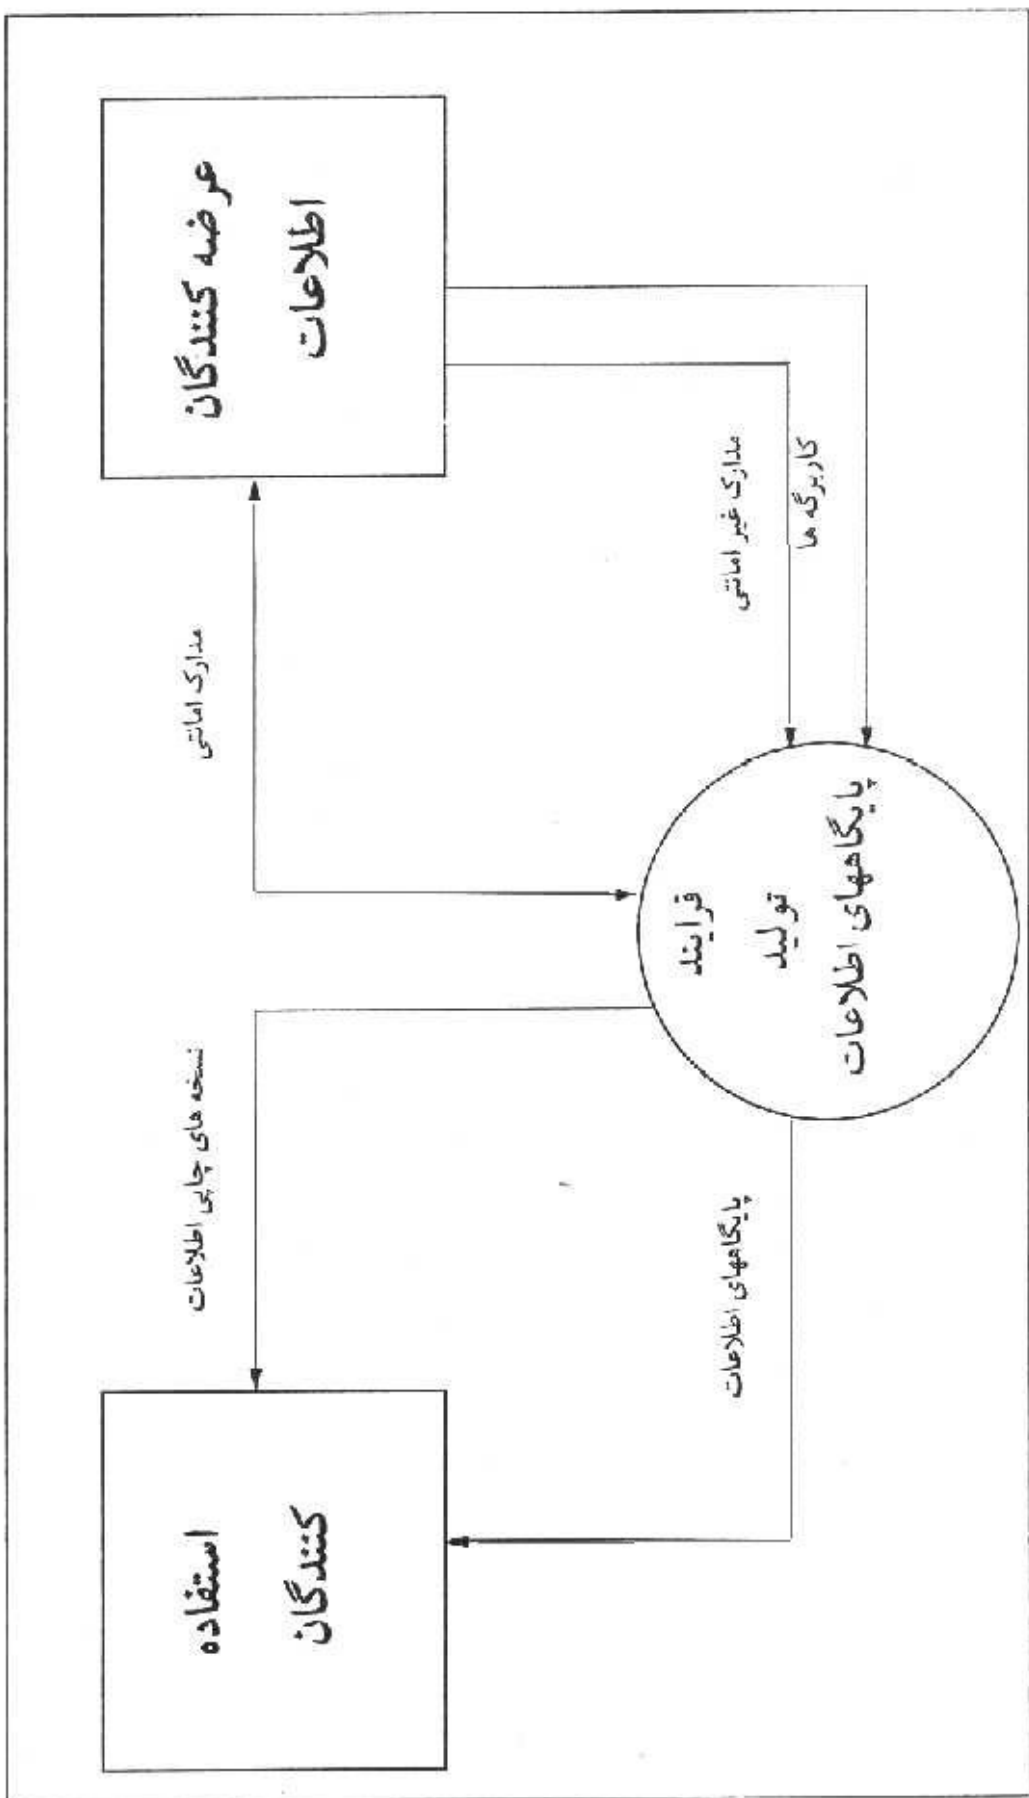 عرضه کنندگان
اطلاعات
مدارک امانتی
مدارک غیر امانتی
کاربرگه ها
فرایند
تولید
پایگاههای اطلاعات
نسخه های چاپی اطلاعات
پایگاههای اطلاعات
استفاده
کنندگان